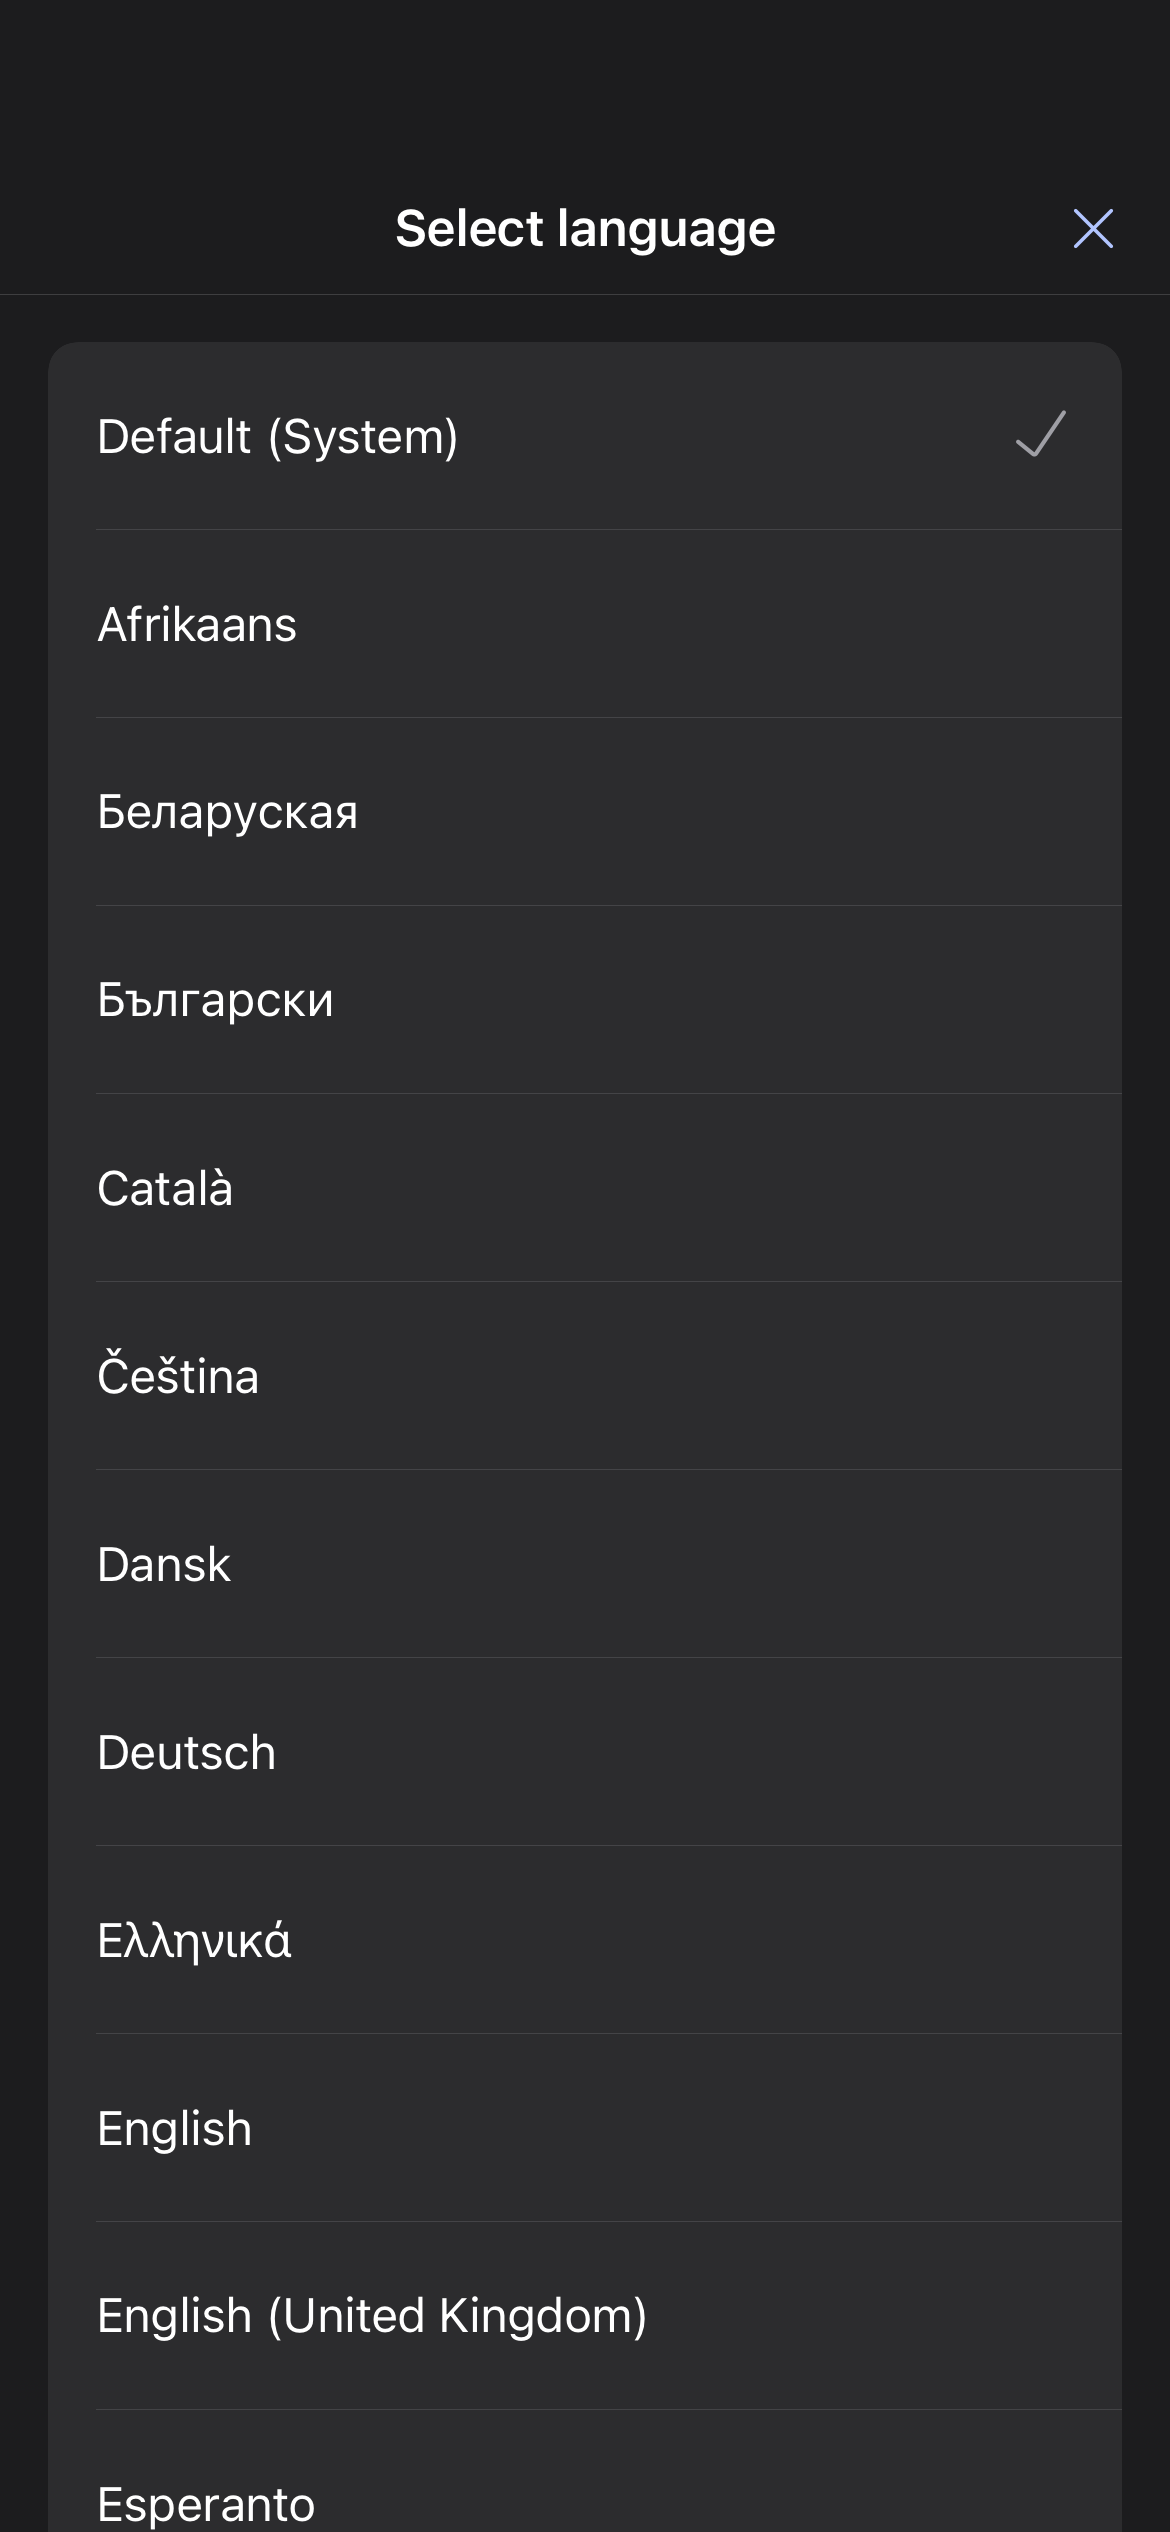 Select language
Default (System)
Afrikaans
Беларуская
Български
Català
Čeština
Dansk
Deutsch
Ελληνικά
English
English (United Kingdom)
Esperanto